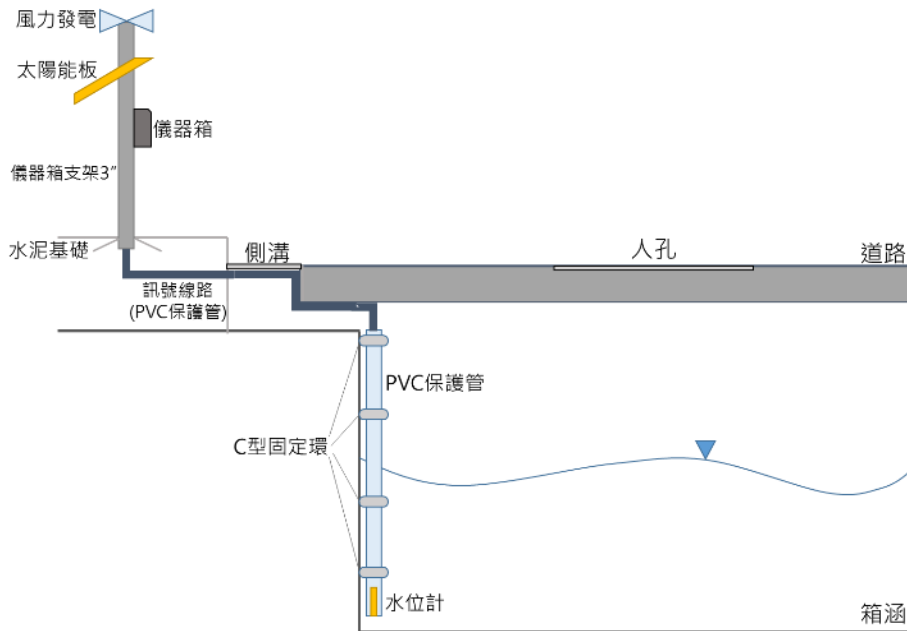 風力發電
太陽能板
儀器箱
儀器箱支架3"
水泥基礎
側溝
人孔
道路
訊號線路
(PVC保護管)
PVC保護管
C型固定環
水位計
箱涵